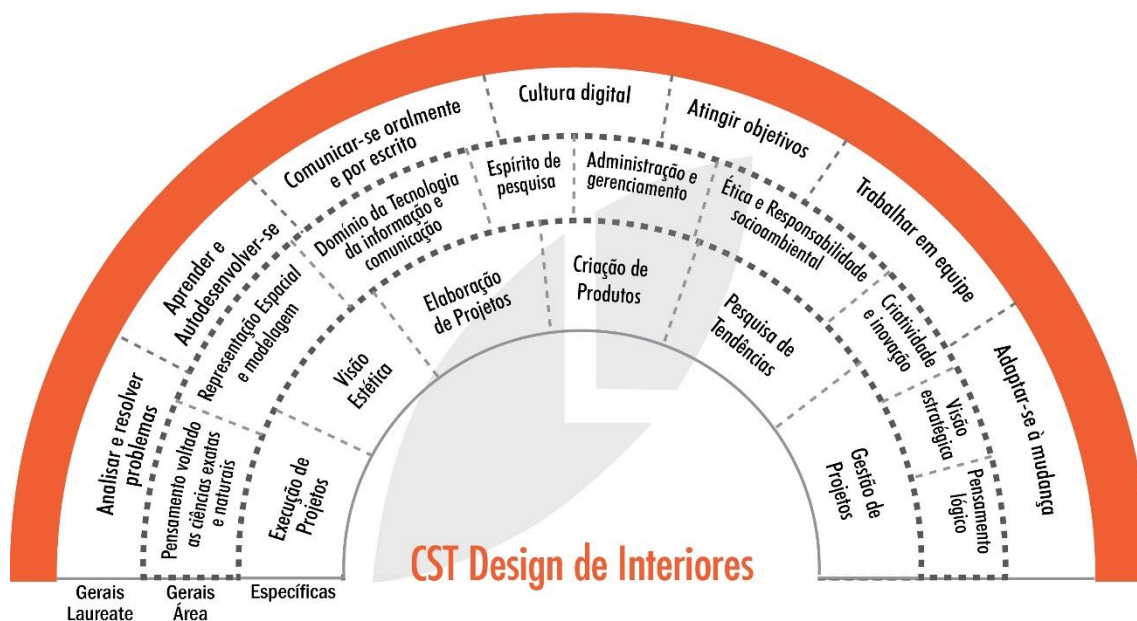 Analisar e resolver
problemas
Aprender e
Autodesenvolver-se
Comunicar-se oralmente
e por escrito
Cultura digital
Atingir objetivos
Trabalhar em equipe
Adaptar-se à mudança
Pensamento voltado
as ciências exatas
e naturais
Representação Espacial
e modelagem
Domínio da Tecnologia
da informação e
comunicação
Espírito de
pesquisa
Administração e
gerenciamento
Ética e Responsabilidade
socioambiental
Criatividade
e inovação
Visão
estratégica
Pensamento
lógico
Execução de
Projetos
Visão
Estética
Elaboração
de Projetos
Criação de
Produtos
Pesquisa de
Tendências
Gestão de
Projetos
CST Design de Interiores
Gerais
Laureate
Gerais
Área
Específicas